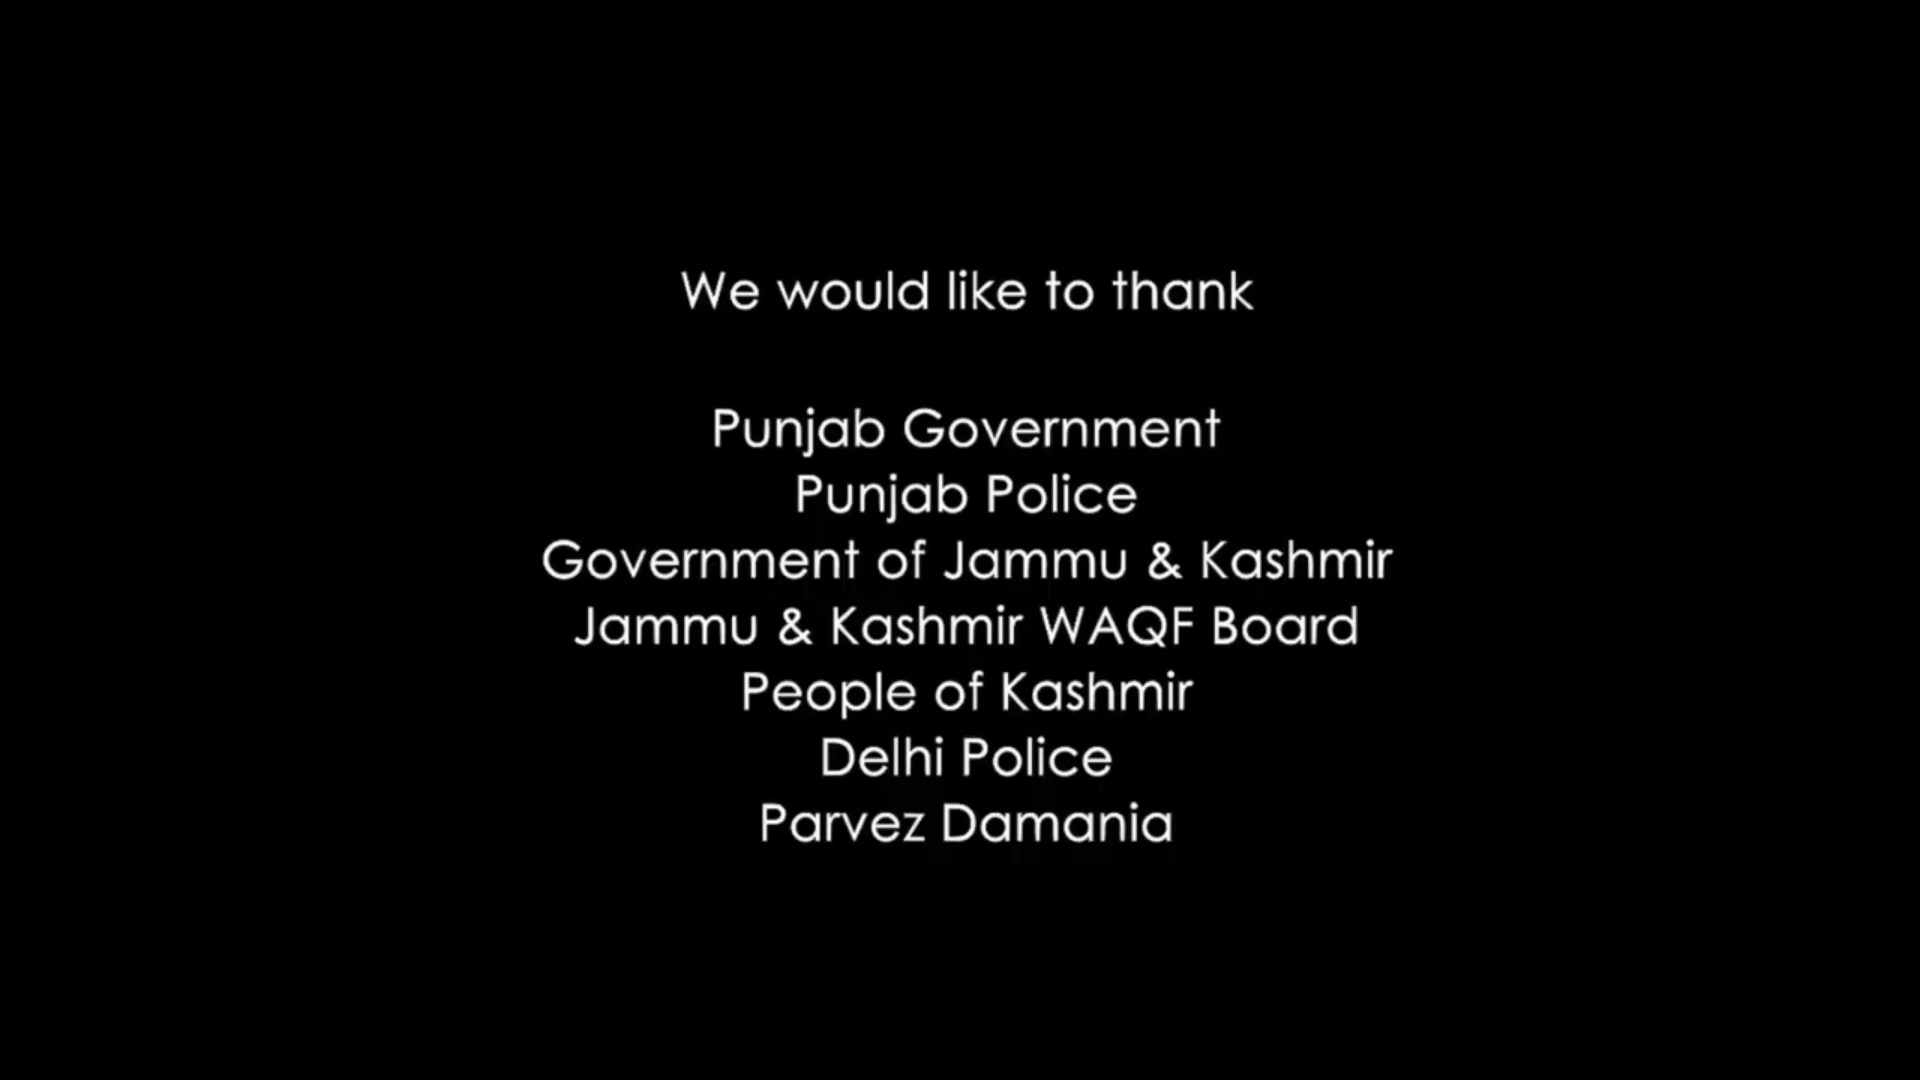 We would like to thank
Punjab Government
Punjab Police
Government of Jammu & Kashmir
Jammu & Kashmir WAQF Board
People of Kashmir
Delhi Police
Parvez Damania